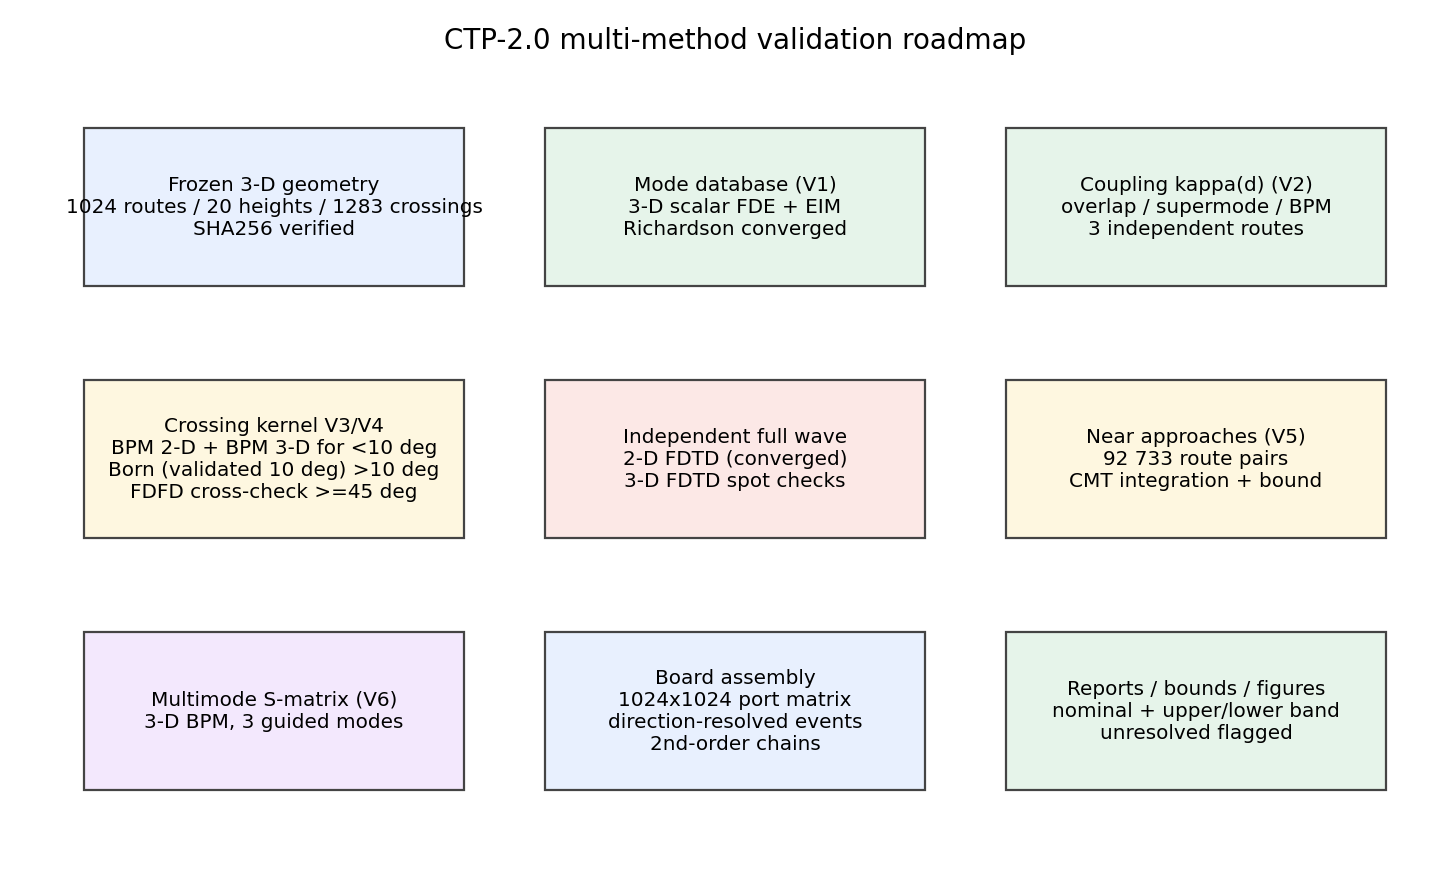 CTP-2.0 multi-method validation roadmap
Frozen 3-D geometry
1024 routes / 20 heights / 1283 crossings
SHA256 verified
Mode database (V1)
3-D scalar FDE + EIM
Richardson converged
Coupling kappa(d) (V2)
overlap / supermode / BPM
3 independent routes
Crossing kernel V3/V4
BPM 2-D + BPM 3-D for <10 deg
Born (validated 10 deg) >10 deg
FDFD cross-check >=45 deg
Independent full wave
2-D FDTD (converged)
3-D FDTD spot checks
Near approaches (V5)
92 733 route pairs
CMT integration + bound
Multimode S-matrix (V6)
3-D BPM, 3 guided modes
Board assembly
1024x1024 port matrix
direction-resolved events
2nd-order chains
Reports / bounds / figures
nominal + upper/lower band
unresolved flagged